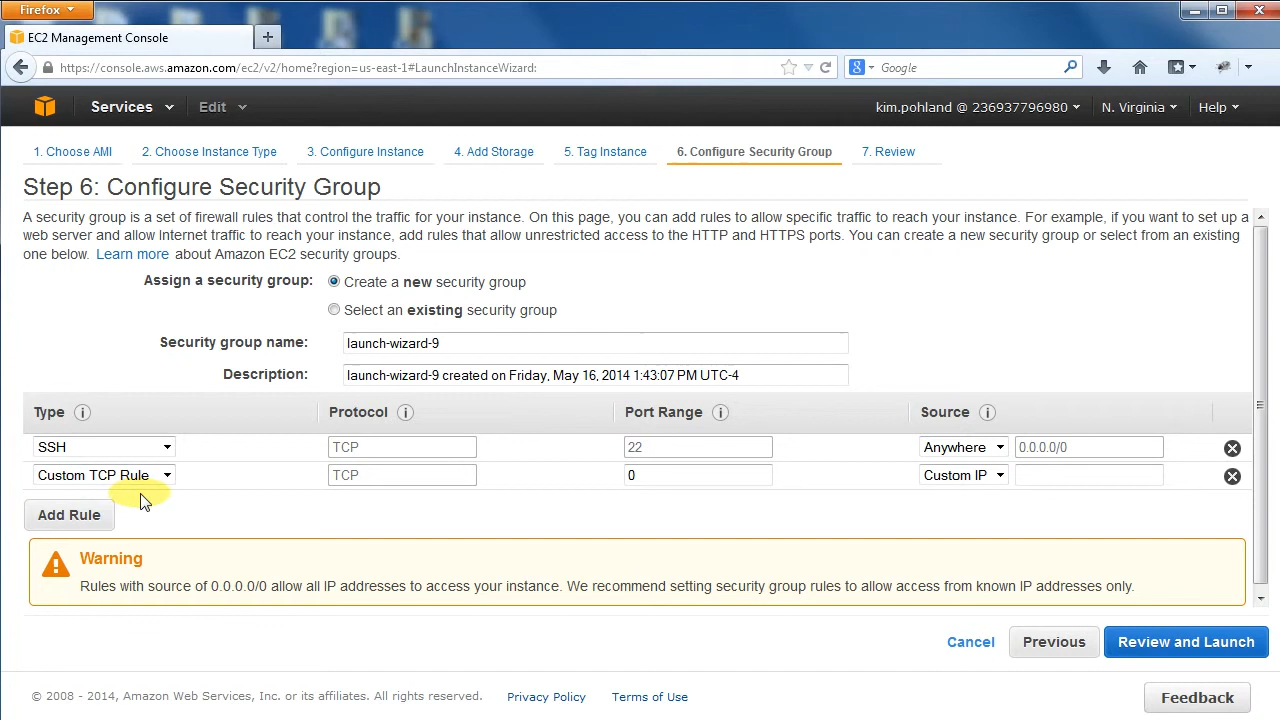 Firefox
EC2 Management Console
https://console.aws.amazon.com/ec2/v2/home?region=us-east-1#LaunchInstanceWizard:
Google
Services Edit kim.pohland @ 236937796980 N. Virginia Help
1. Choose AMI 2. Choose Instance Type 3. Configure Instance 4. Add Storage 5. Tag Instance 6. Configure Security Group 7. Review
Step 6: Configure Security Group
A security group is a set of firewall rules that control the traffic for your instance. On this page, you can add rules to allow specific traffic to reach your instance. For example, if you want to set up a
web server and allow Internet traffic to reach your instance, add rules that allow unrestricted access to the HTTP and HTTPS ports. You can create a new security group or select from an existing
one below. Learn more about Amazon EC2 security groups.
Assign a security group: Create a new security group
Select an existing security group
Security group name: launch-wizard-9
Description: launch-wizard-9 created on Friday, May 16, 2014 1:43:07 PM UTC-4
Type Protocol Port Range Source
SSH TCP 22 Anywhere 0.0.0.0/0
Custom TCP Rule TCP 0 Custom IP
Add Rule
Warning
Rules with source of 0.0.0.0/0 allow all IP addresses to access your instance. We recommend setting security group rules to allow access from known IP addresses only.
Cancel Previous Review and Launch
© 2008 - 2014, Amazon Web Services, Inc. or its affiliates. All rights reserved. Privacy Policy Terms of Use Feedback